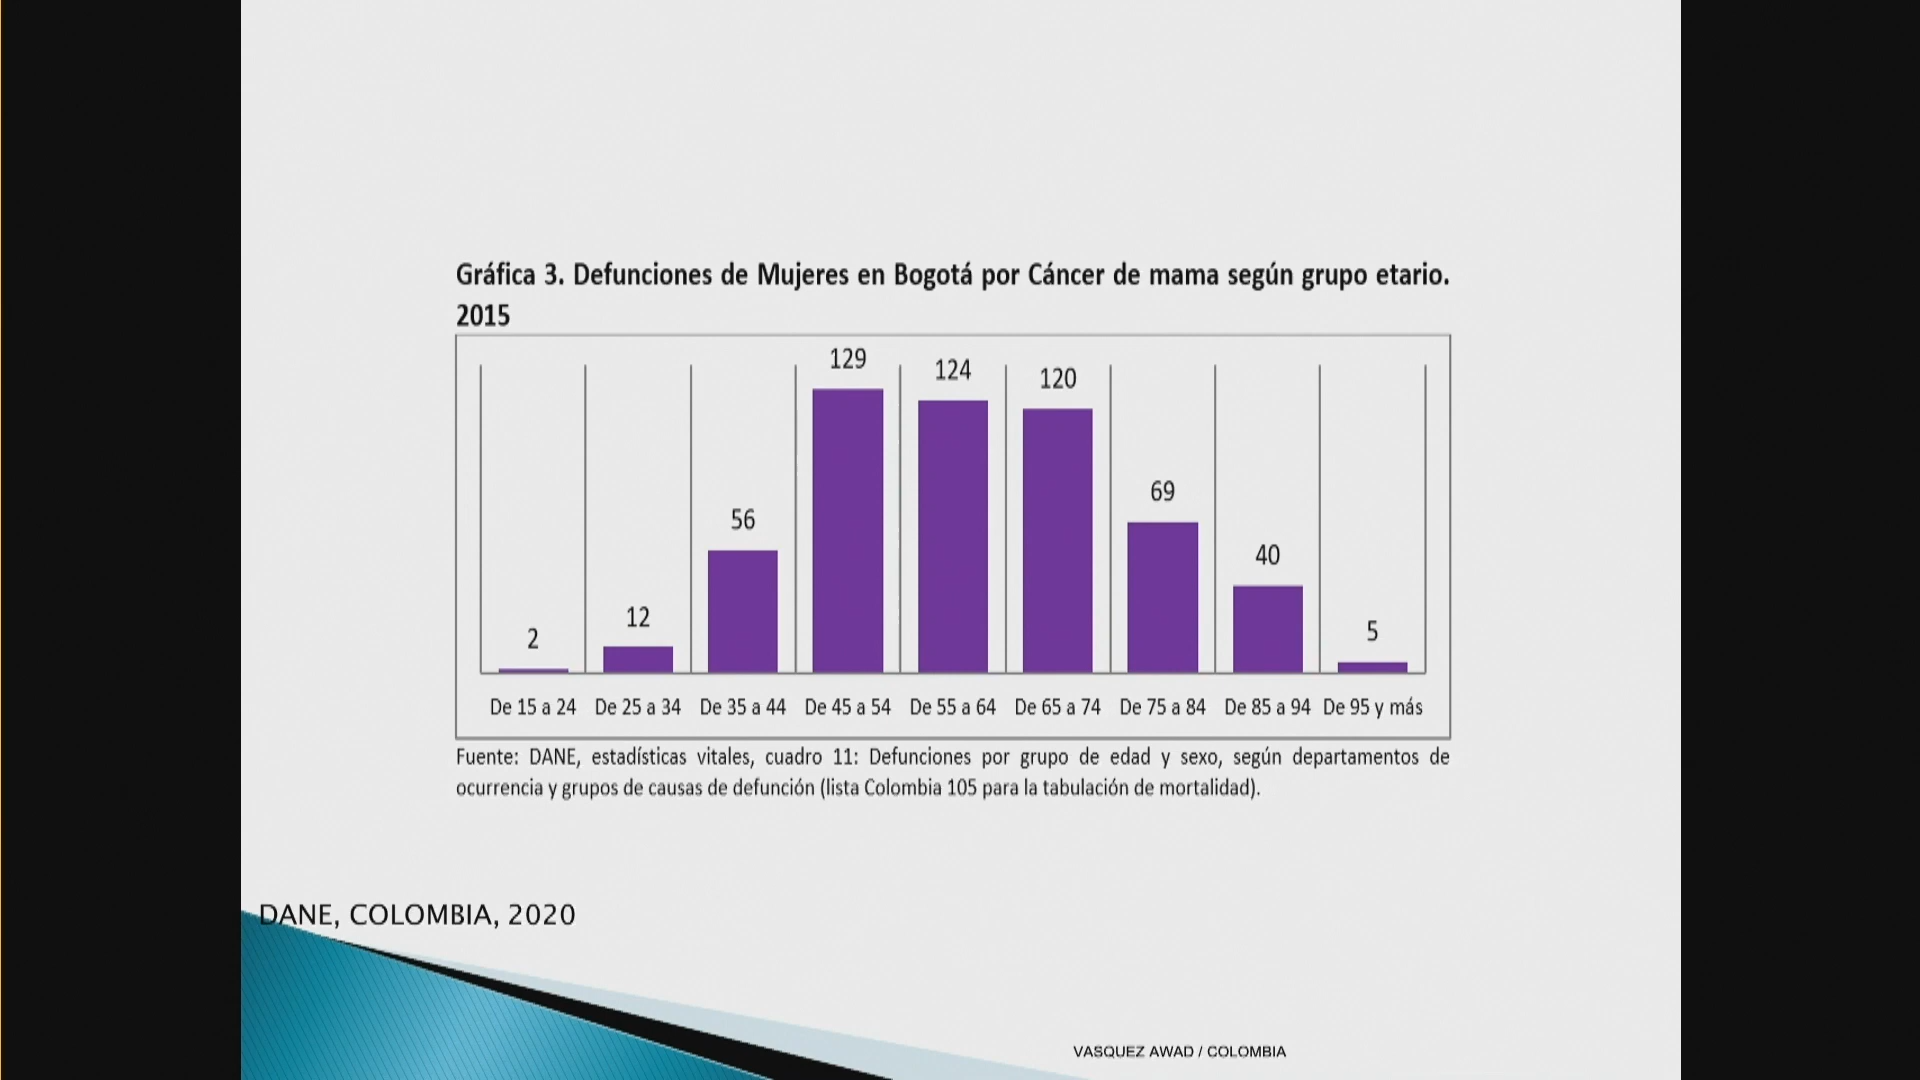 Gráfica 3. Defunciones de Mujeres en Bogotá por Cáncer de mama según grupo etario.
2015
129
124
120
69
56
40
12
2
5
De 15 a 24 De 25 a 34 De 35 a 44 De 45 a 54 De 55 a 64 De 65 a 74 De 75 a 84 De 85 a 94 De 95 y más
Fuente: DANE, estadísticas vitales, cuadro 11: Defunciones por grupo de edad y sexo, según departamentos de
ocurrencia y grupos de causas de defunción (lista Colombia 105 para la tabulación de mortalidad).
DANE, COLOMBIA, 2020
VASQUEZ AWAD / COLOMBIA